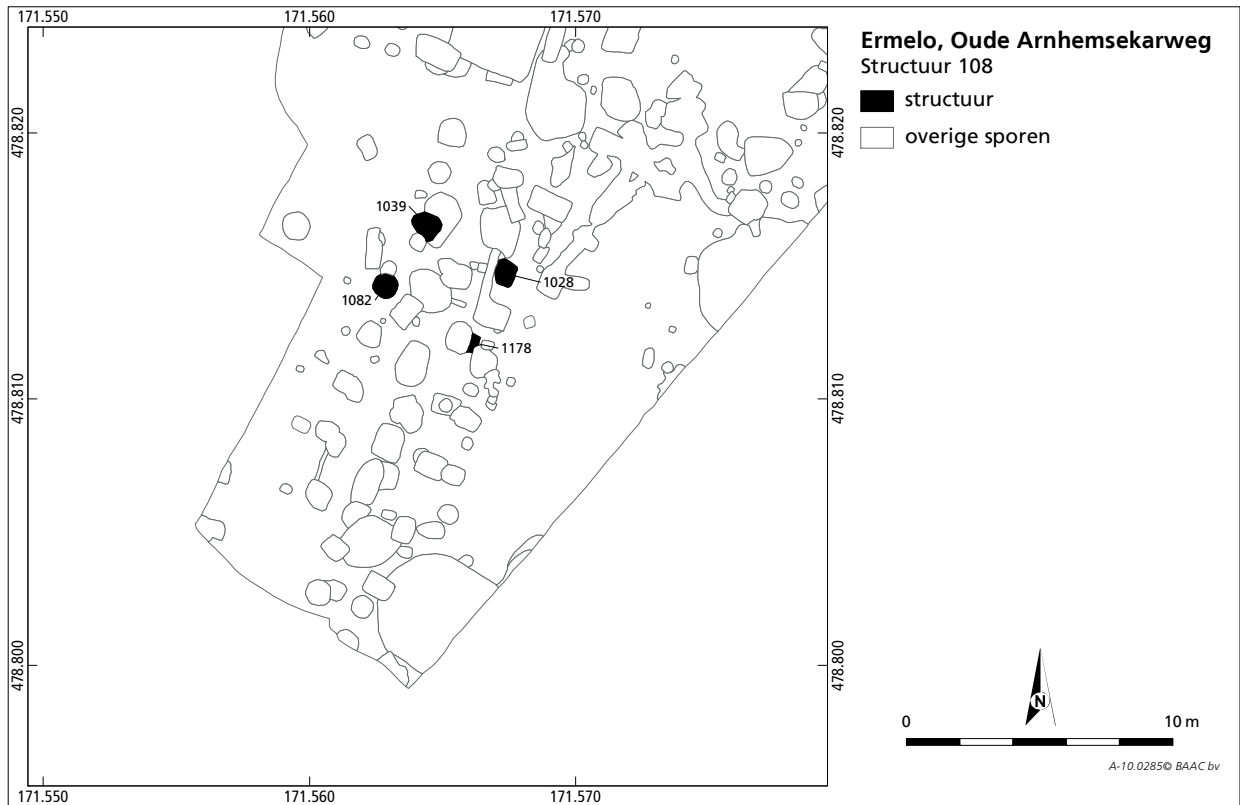 171.550
171.560
171.570
478.820
478.820
1039
1082
1028
1178
478.810
478.810
478.800
478.800
171.550
171.560
171.570
Ermelo, Oude Arnhemsekarweg
Structuur 108
structuur
overige sporen
N
0
10 m
A-10.0285© BAAC bv